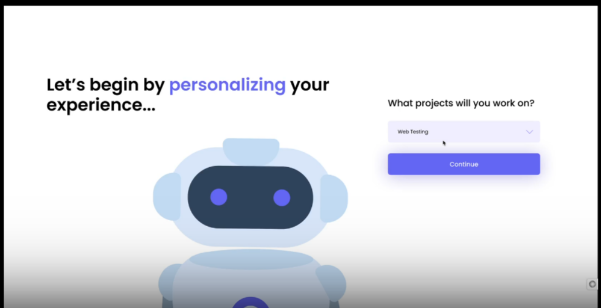 Let's begin by personalizing your
experience...
What projects will you work on?
Web Testing
Continue